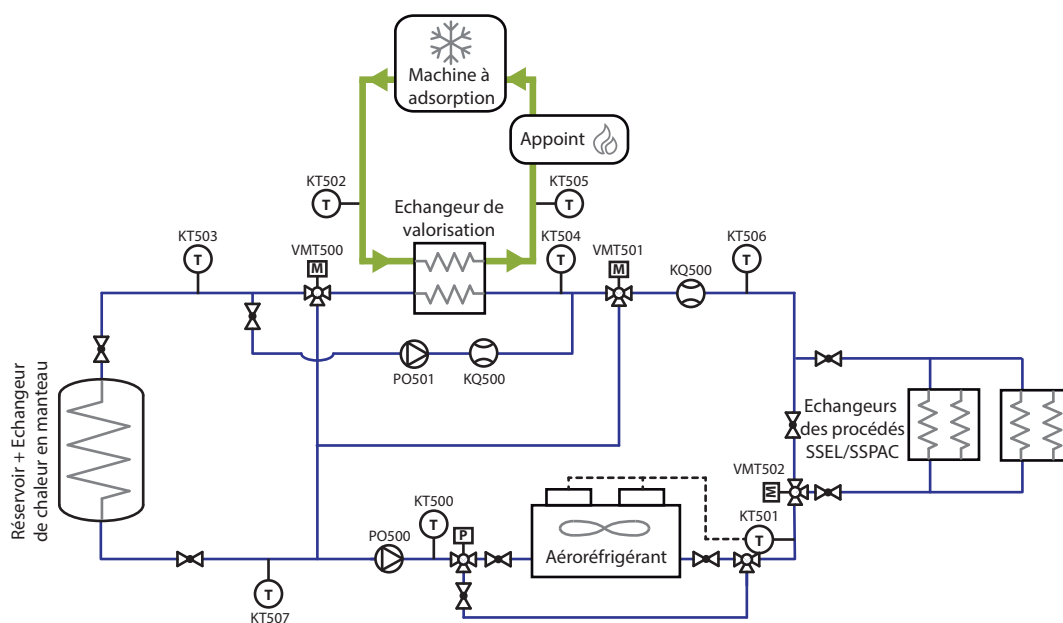 Machine à
adsorption
Appoint
KT502
KT505
T
T
Echangeur de
valorisation
KT503
T
VMT500
M
KT504
T
VMT501
M
KQ500
KT506
T
PO501
KQ500
Réservoir + Echangeur
de chaleur en manteau
Echangeurs
des procédés
SSEL/SSPAC
VMT502
M
KT500
T
PO500
P
Aéroréfrigérant
KT501
T
T
KT507